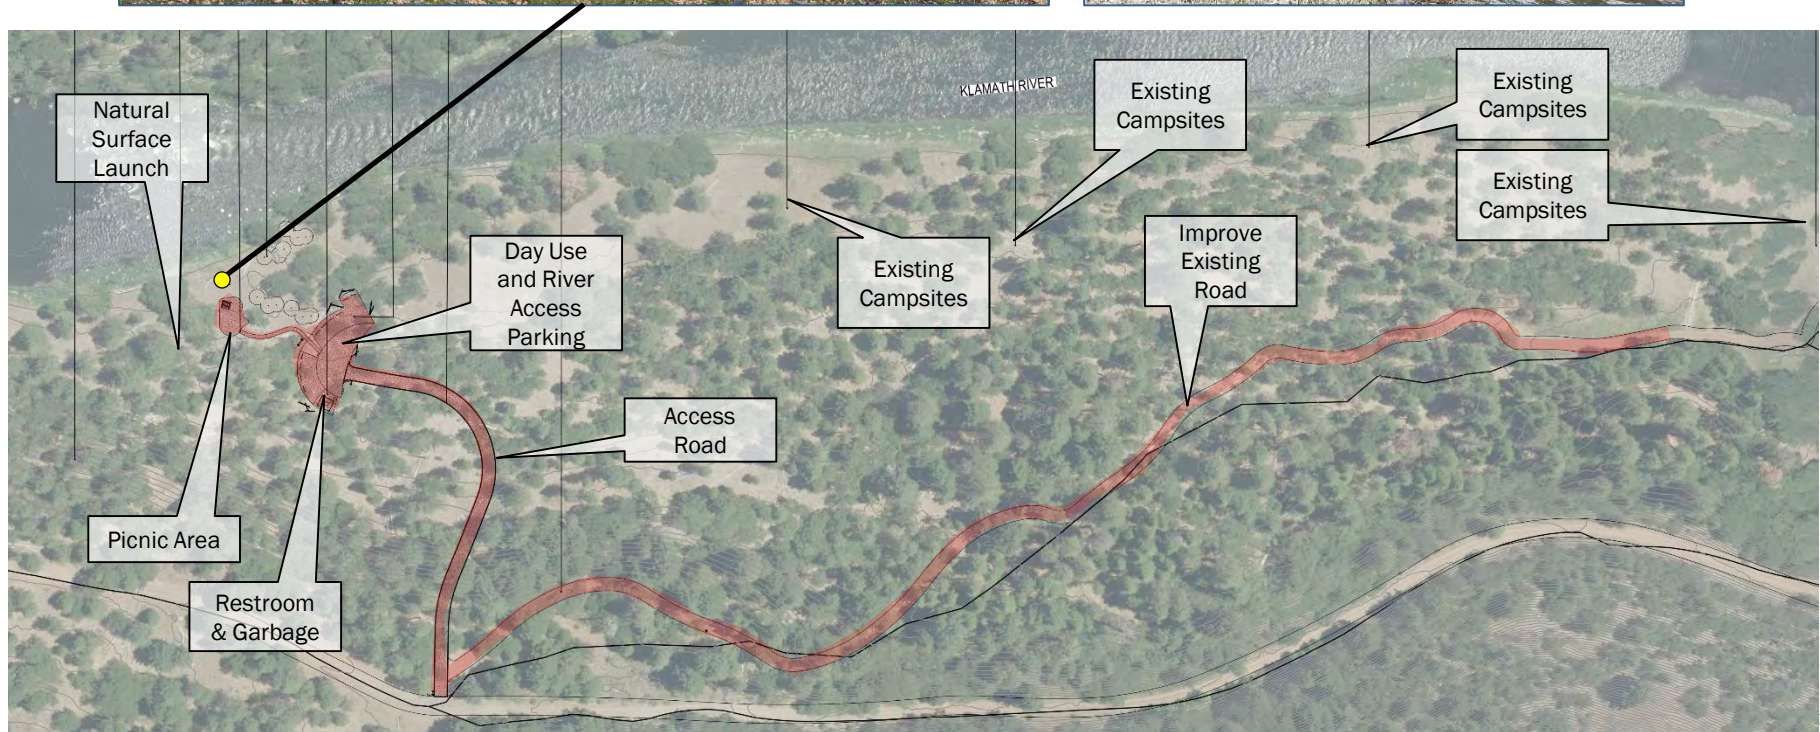 KLAMATH RIVER
Natural
Surface
Launch
Existing
Campsites
Existing
Campsites
Existing
Campsites
Day Use
and River
Access
Parking
Existing
Campsites
Improve
Existing
Road
Access
Road
Picnic Area
Restroom
& Garbage